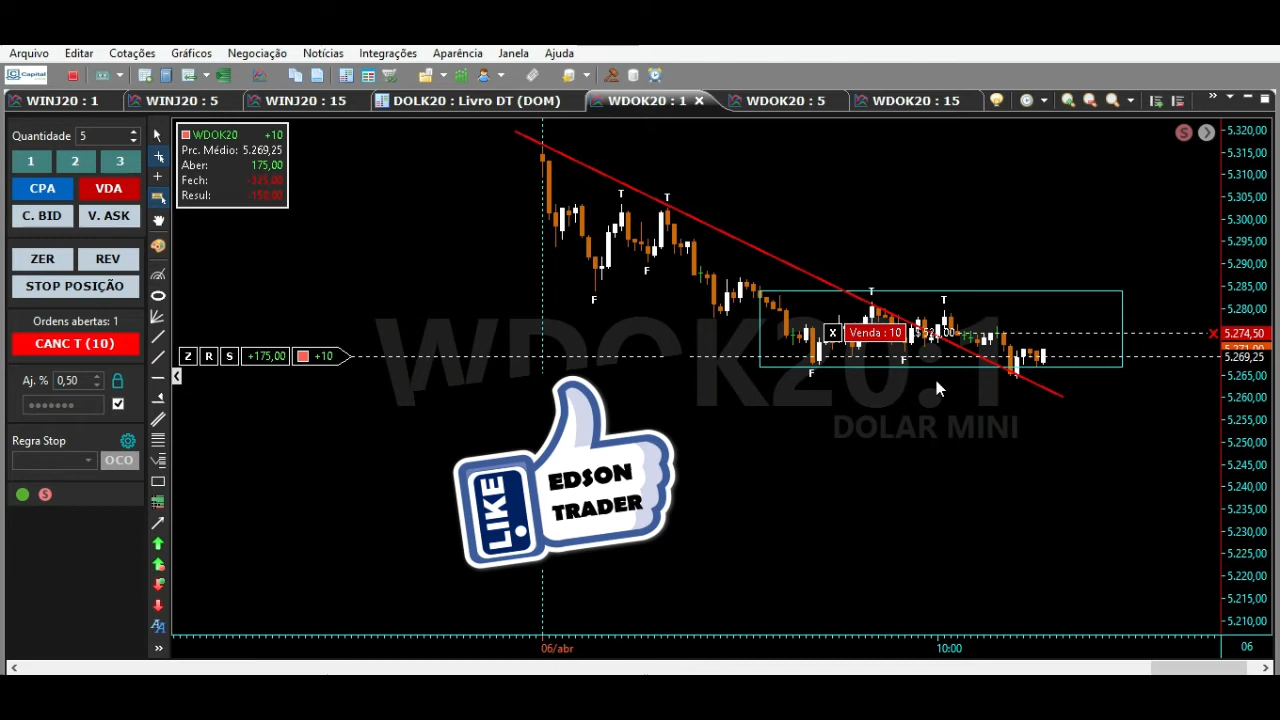 Arquivo Editar Cotações Gráficos Negociação Notícias Integrações Aparência Janela Ajuda
Capital
WINJ20 : 1 WINJ20 : 5 WINJ20 : 15 DOLK20 : Livro DT (DOM) WDOK20 : 1 WDOK20 : 5 WDOK20 : 15
Quantidade 5
1 2 3
CPA VDA
C. BID V. ASK
ZER REV
STOP POSIÇÃO
Ordens abertas: 1
CANC T (10)
Aj. % 0,50
Regra Stop
OCO
S
WDOK20 +10
Prc. Médio: 5.269,25
Aber: 175,00
Fech: -325,00
Resul: -150,00
S
T T
F F
T T
F F
X Venda : 10
Z R S +175,00 +10
WDOK20:1
DOLAR MINI
LIKE
EDSON
TRADER
5.320,00
5.315,00
5.310,00
5.305,00
5.300,00
5.295,00
5.290,00
5.285,00
5.280,00
5.274,50
5.269,25
5.265,00
5.260,00
5.255,00
5.250,00
5.245,00
5.240,00
5.235,00
5.230,00
5.225,00
5.220,00
5.215,00
5.210,00
06/abr 10:00 06